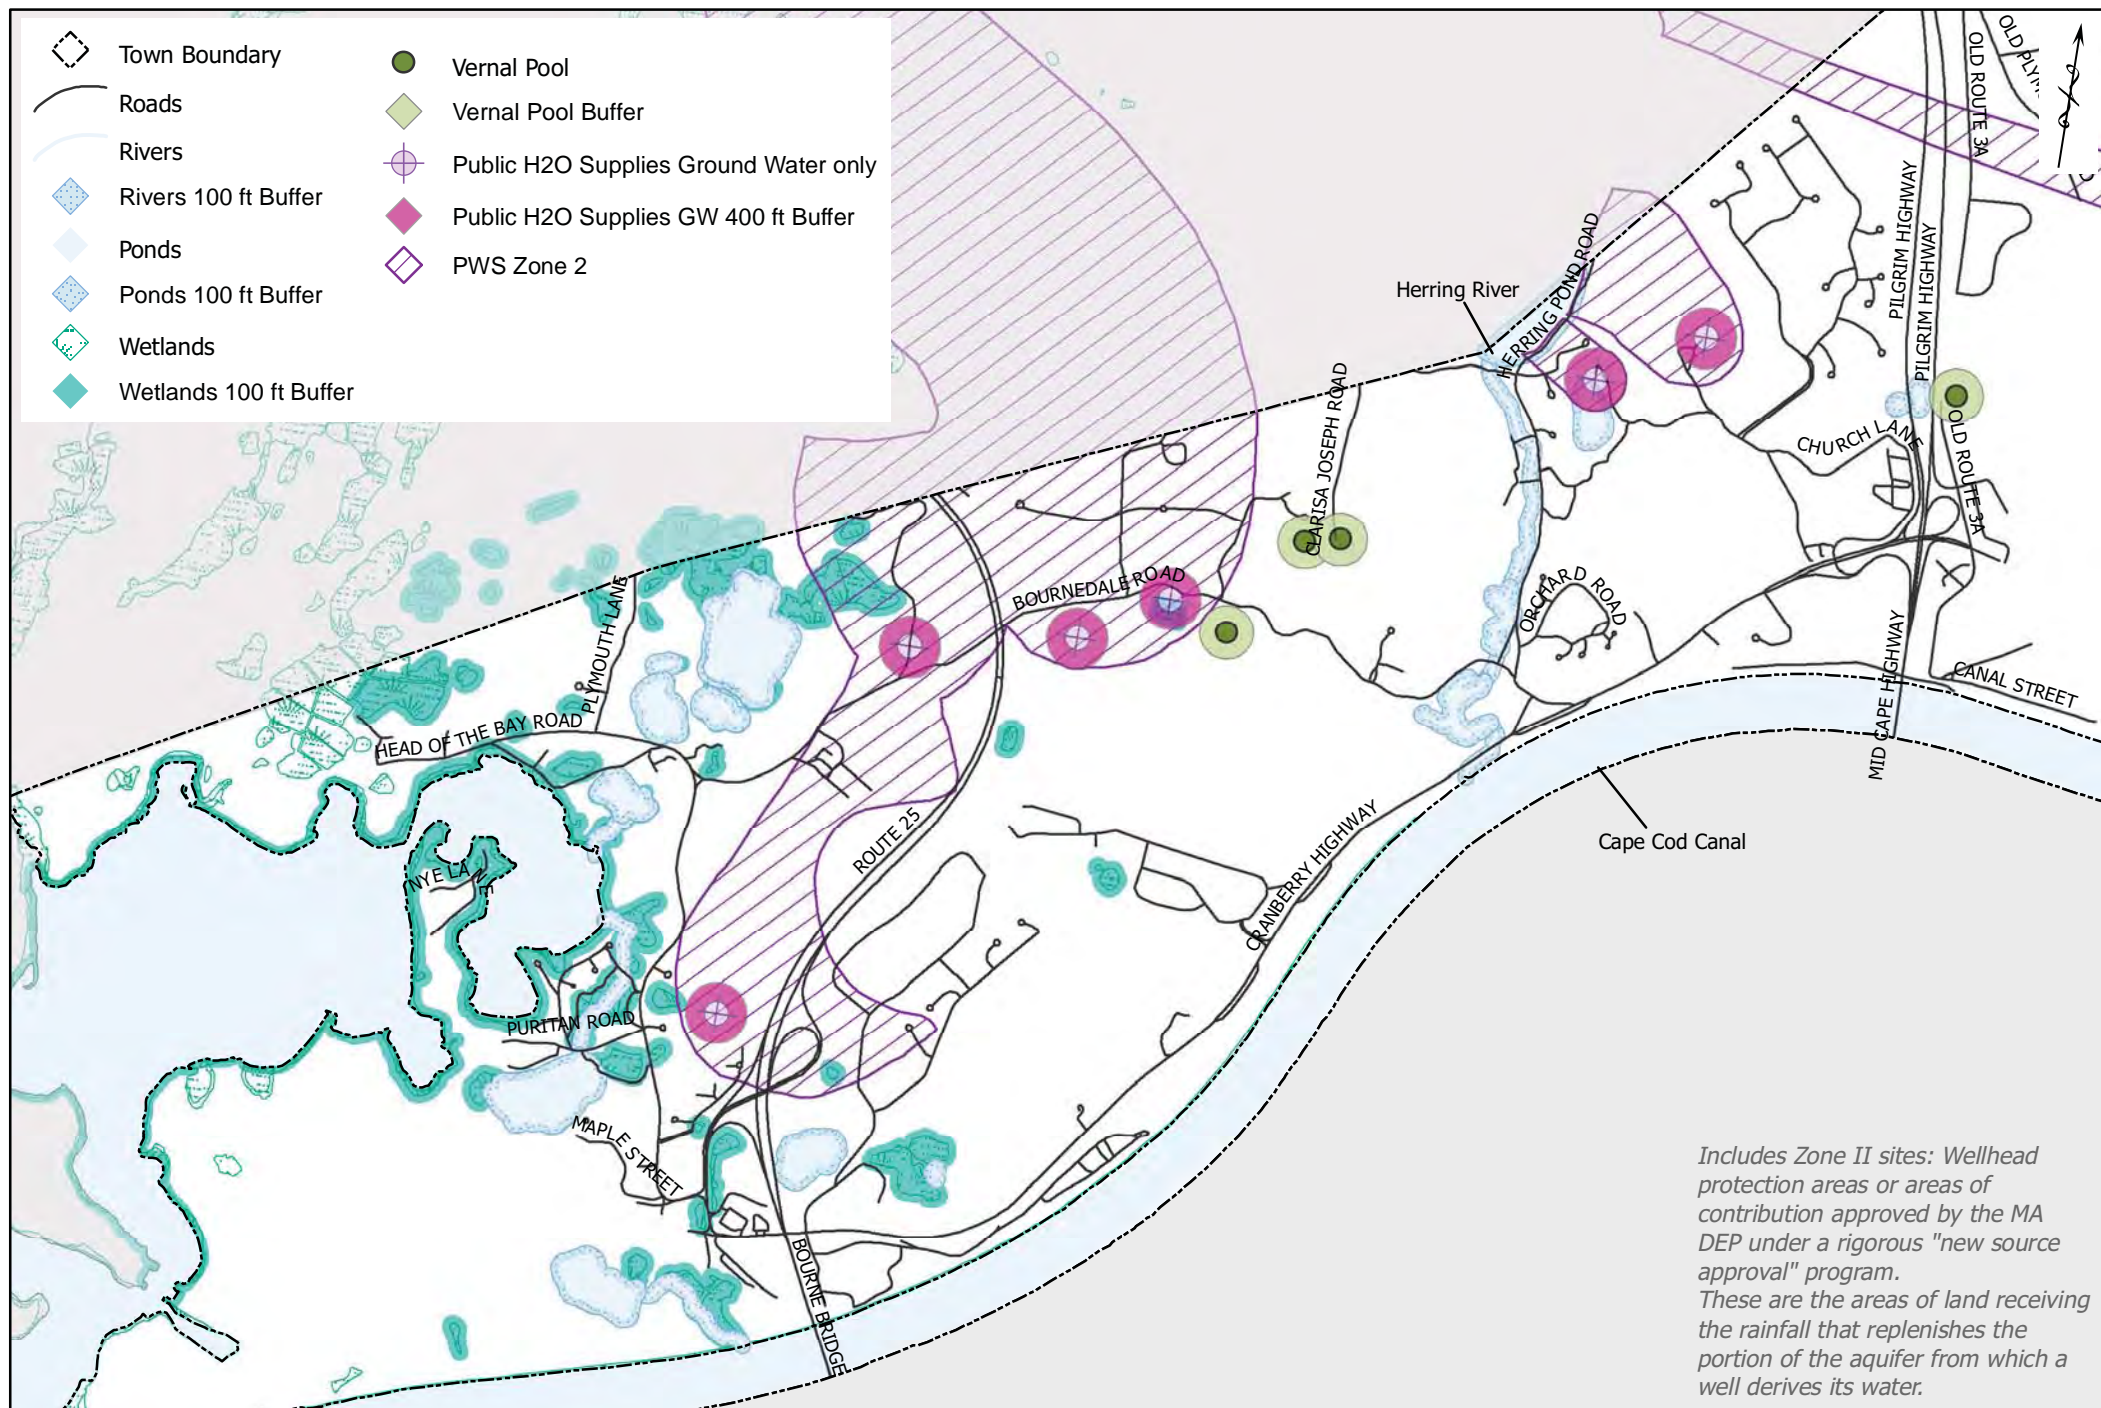 Town Boundary
Roads
Rivers
Rivers 100 ft Buffer
Ponds
Ponds 100 ft Buffer
Wetlands
Wetlands 100 ft Buffer
Vernal Pool
Vernal Pool Buffer
Public H2O Supplies Ground Water only
Public H2O Supplies GW 400 ft Buffer
PWS Zone 2
OLD ROUTE 3A
PILGRIM HIGHWAY
PILGRIM HIGHWAY
HERRING POND ROAD
Herring River
CLARISA JOSEPH ROAD
CHURCH LANE
OLD ROUTE 3A
BOURNEDALE ROAD
ORCHARD ROAD
PLYMOUTH LANE
HEAD OF THE BAY ROAD
CANAL STREET
MID CAPE HIGHWAY
ROUTE 25
CRANBERRY HIGHWAY
Cape Cod Canal
NYE LANE
PURITAN ROAD
MAPLE STREET
BOURNE BRIDGE
Includes Zone II sites: Wellhead
protection areas or areas of
contribution approved by the MA
DEP under a rigorous "new source
approval" program.
These are the areas of land receiving
the rainfall that replenishes the
portion of the aquifer from which a
well derives its water.